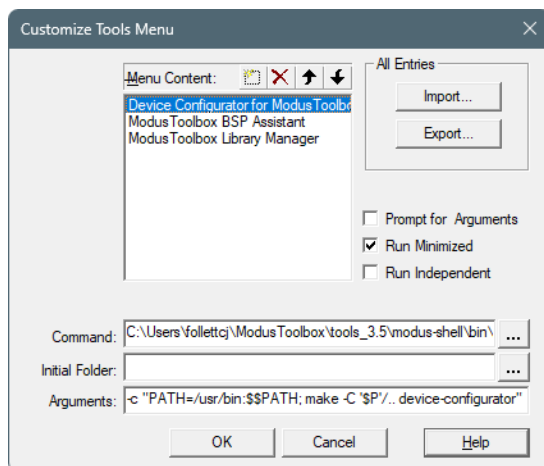 Customize Tools Menu
Menu Content:
All Entries
Device Configurator for ModusToolbo
ModusToolbox BSP Assistant
ModusToolbox Library Manager
Import...
Export...
Prompt for Arguments
Run Minimized
Run Independent
Command: C:\Users\follettcj\ModusToolbox\tools_3.5\modus-shell\bin\ ...
Initial Folder: ...
Arguments: -c "PATH=/usr/bin:$$PATH; make -C '$P'/.. device-configurator"
OK Cancel Help